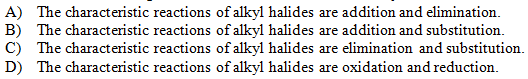 A) The characteristic reactions of alkyl halides are addition and elimination.
B) The characteristic reactions of alkyl halides are addition and substitution.
C) The characteristic reactions of alkyl halides are elimination and substitution.
D) The characteristic reactions of alkyl halides are oxidation and reduction.